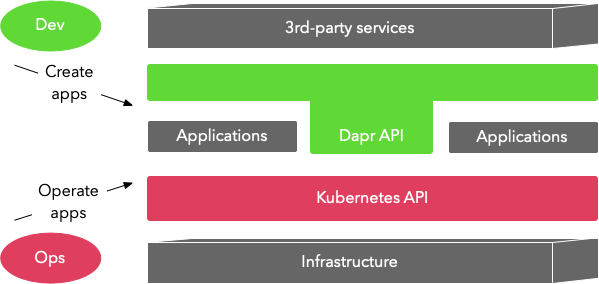 Dev
3rd-party services
Create
apps
Applications
Dapr API
Applications
Operate
apps
Kubernetes API
Ops
Infrastructure